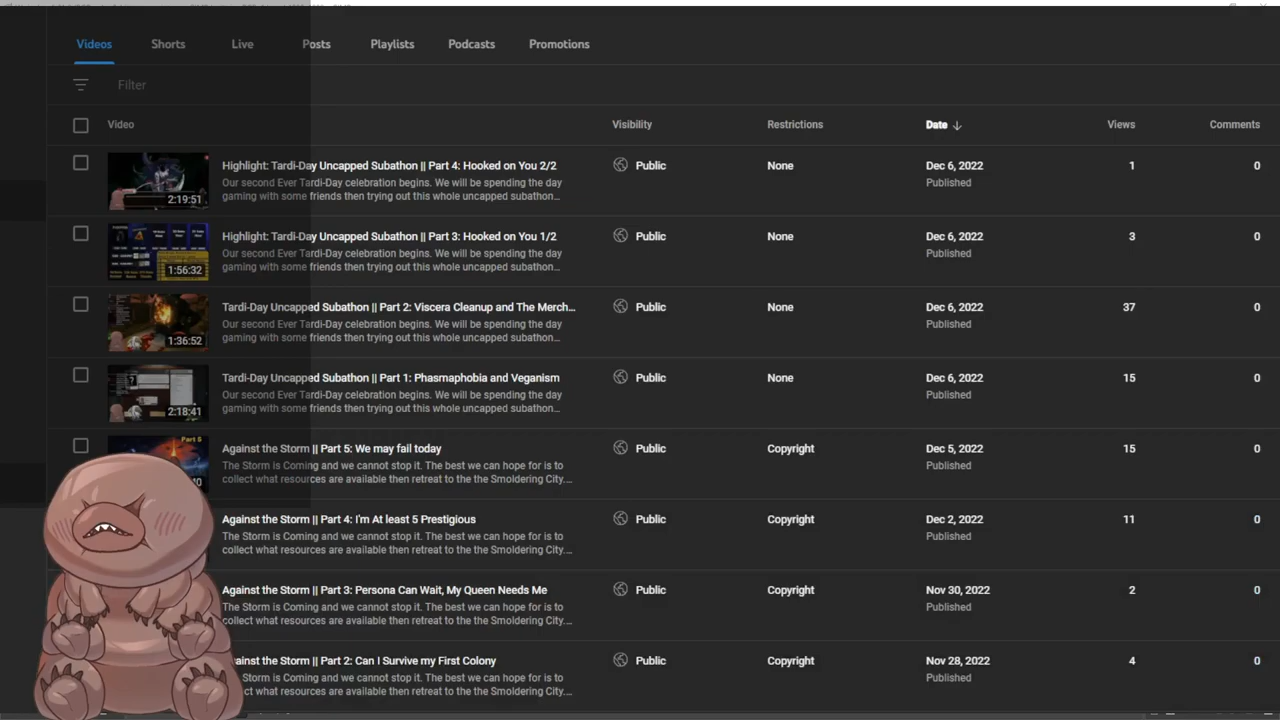 Videos Shorts Live Posts Playlists Podcasts Promotions
Filter
Video Visibility Restrictions Date Views Comments
Highlight: Tardi-Day Uncapped Subathon || Part 4: Hooked on You 2/2 Public None Dec 6, 2022 1 0
Our second Ever Tardi-Day celebration begins. We will be spending the day Published
gaming with some friends then trying out this whole uncapped subathon...
2:19:51
Highlight: Tardi-Day Uncapped Subathon || Part 3: Hooked on You 1/2 Public None Dec 6, 2022 3 0
Our second Ever Tardi-Day celebration begins. We will be spending the day Published
gaming with some friends then trying out this whole uncapped subathon...
1:56:32
Tardi-Day Uncapped Subathon || Part 2: Viscera Cleanup and The Merch... Public None Dec 6, 2022 37 0
Our second Ever Tardi-Day celebration begins. We will be spending the day Published
gaming with some friends then trying out this whole uncapped subathon...
1:36:52
Tardi-Day Uncapped Subathon || Part 1: Phasmaphobia and Veganism Public None Dec 6, 2022 15 0
Our second Ever Tardi-Day celebration begins. We will be spending the day Published
gaming with some friends then trying out this whole uncapped subathon...
2:18:41
Part 5
Against the Storm || Part 5: We may fail today Public Copyright Dec 5, 2022 15 0
The Storm is Coming and we cannot stop it. The best we can hope for is to Published
collect what resources are available then retreat to the the Smoldering City....
Against the Storm || Part 4: I'm At least 5 Prestigious Public Copyright Dec 2, 2022 11 0
The Storm is Coming and we cannot stop it. The best we can hope for is to Published
collect what resources are available then retreat to the the Smoldering City....
Against the Storm || Part 3: Persona Can Wait, My Queen Needs Me Public Copyright Nov 30, 2022 2 0
The Storm is Coming and we cannot stop it. The best we can hope for is to Published
collect what resources are available then retreat to the the Smoldering City....
ainst the Storm || Part 2: Can I Survive my First Colony Public Copyright Nov 28, 2022 4 0
Storm is Coming and we cannot stop it. The best we can hope for is to Published
ct what resources are available then retreat to the the Smoldering City....